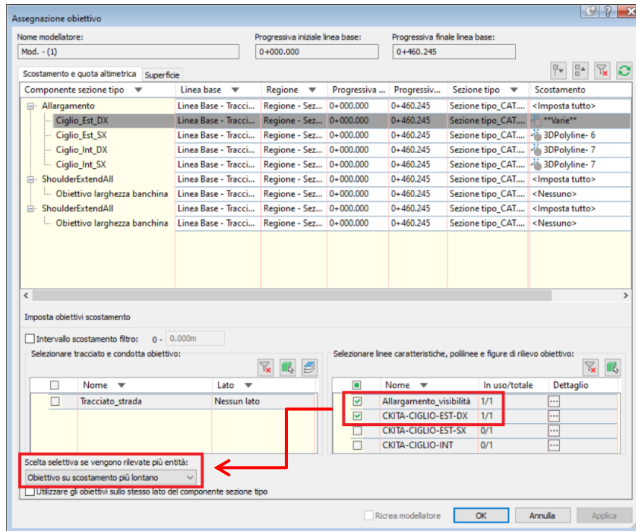 Assegnazione obiettivo
Nome modellatore:
Progressiva iniziale linea base:
Progressiva finale linea base:
Mod. - (1)
0+000.000
0+460.245
Scostamento e quota altimetrica
Superfice
Componente sezione tipo
Linea base
Regione
Progressiva ...
Progressiv...
Sezione tipo
Scostamento
Allargamento
Linea Base - Tracci...
Regione - Sez...
0+000.000
0+460.245
Sezione tipo_CAT....
<Imposta tutto>
Ciglio_Est_DX
Linea Base - Tracci...
Regione - Sez...
0+000.000
0+460.245
Sezione tipo_CAT....
**Varie**
Ciglio_Est_SX
Linea Base - Tracci...
Regione - Sez...
0+000.000
0+460.245
Sezione tipo_CAT....
3DPolyline- 6
Ciglio_Int_DX
Linea Base - Tracci...
Regione - Sez...
0+000.000
0+460.245
Sezione tipo_CAT....
3DPolyline- 7
Ciglio_Int_SX
Linea Base - Tracci...
Regione - Sez...
0+000.000
0+460.245
Sezione tipo_CAT....
3DPolyline- 7
ShoulderExtendAll
Linea Base - Tracci...
Regione - Sez...
0+000.000
0+460.245
Sezione tipo_CAT....
<Imposta tutto>
Obiettivo larghezza banchina
Linea Base - Tracci...
Regione - Sez...
0+000.000
0+460.245
Sezione tipo_CAT....
<Nessuno>
ShoulderExtendAll
Linea Base - Tracci...
Regione - Sez...
0+000.000
0+460.245
Sezione tipo_CAT....
<Imposta tutto>
Obiettivo larghezza banchina
Linea Base - Tracci...
Regione - Sez...
0+000.000
0+460.245
Sezione tipo_CAT....
<Nessuno>
Imposta obiettivi scostamento
Intervallo scostamento filtro:
0 -
0.000m
Selezionare tracciato e condotta obiettivo:
Selezionare linee caratteristiche, polilinee e figure di rilievo obiettivo:
Nome
Lato
Tracciato_strada
Nessun lato
Nome
In uso/totale
Dettaglio
Allargamento_visibilità
1/1
...
CKITA-CIGLIO-EST-DX
1/1
...
CKITA-CIGLIO-EST-SX
0/1
...
CKITA-CIGLIO-INT
0/1
...
Scelta selettiva se vengono rilevate più entità:
Obiettivo su scostamento più lontano
Utilizzare gli obiettivi sullo stesso lato del componente sezione tipo
Ricrea modellatore
OK
Annulla
Applica